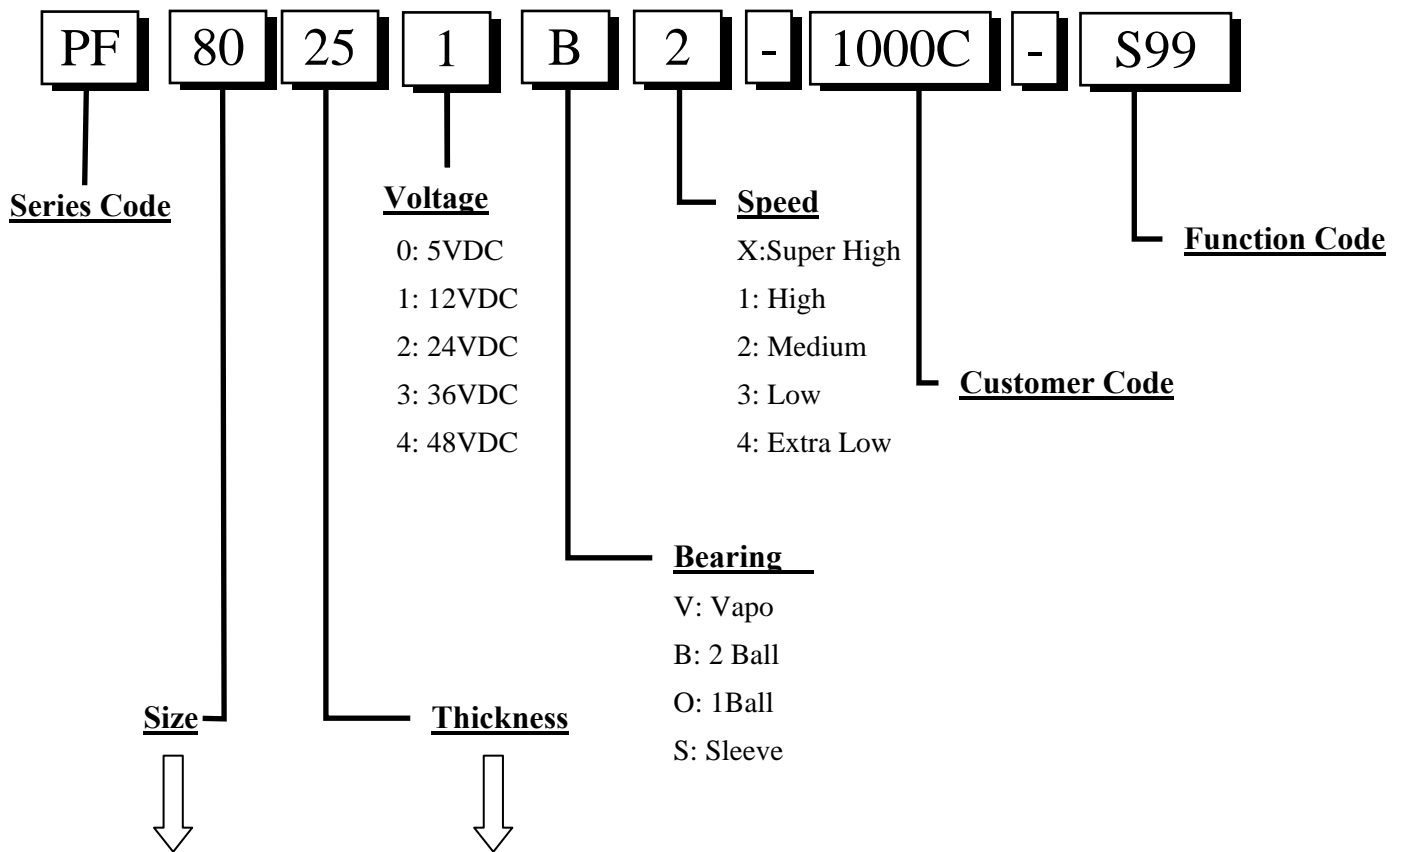 PF 80 25 1 B 2 - 1000C - S99
Series Code
Voltage
0: 5VDC
1: 12VDC
2: 24VDC
3: 36VDC
4: 48VDC
Speed
X:Super High
1: High
2: Medium
3: Low
4: Extra Low
Function Code
Customer Code
Bearing
V: Vapo
B: 2 Ball
O: 1Ball
S: Sleeve
Size
Thickness